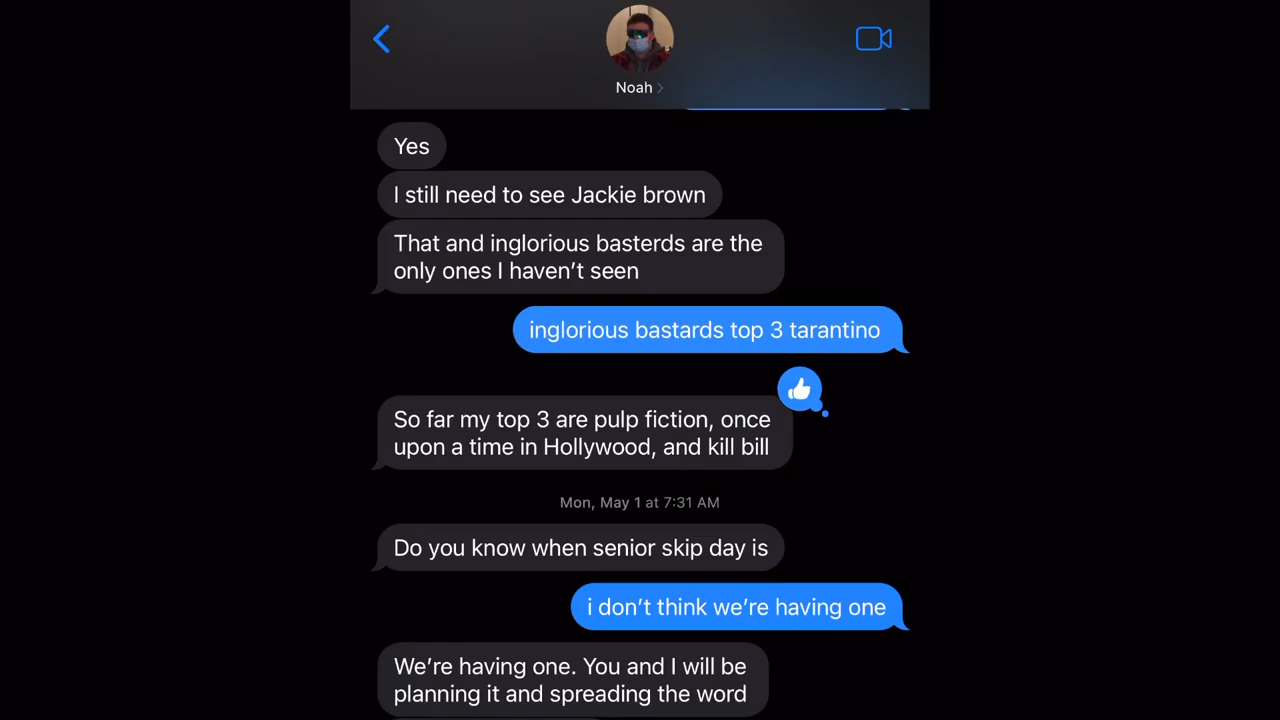 Noah
Yes
I still need to see Jackie brown
That and inglorious basterds are the
only ones I haven't seen
inglorious bastards top 3 tarantino
So far my top 3 are pulp fiction, once
upon a time in Hollywood, and kill bill
Mon, May 1 at 7:31 AM
Do you know when senior skip day is
i don't think we're having one
We're having one. You and I will be
planning it and spreading the word